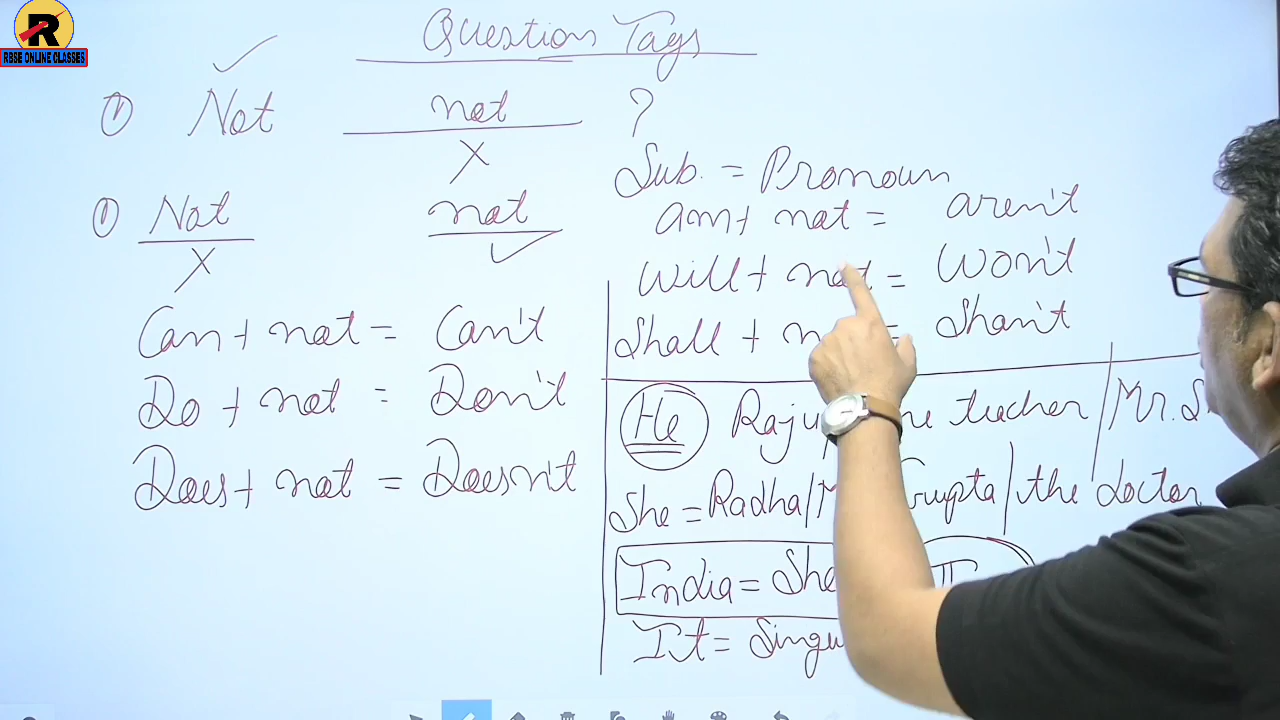 R
RBSE ONLINE CLASSES
Question Tags
✓
① Not not ?
X
Sub. = Pronoun
① Not not
X ✓
am + not = aren't
will + not = Won't
Shall + = Shan't
Can + not = Can't
Do + not = Don't
Does + not = Doesn't
He Raju teacher / Mr.
She = Radha / Gupta / the doctor
India = She
It =